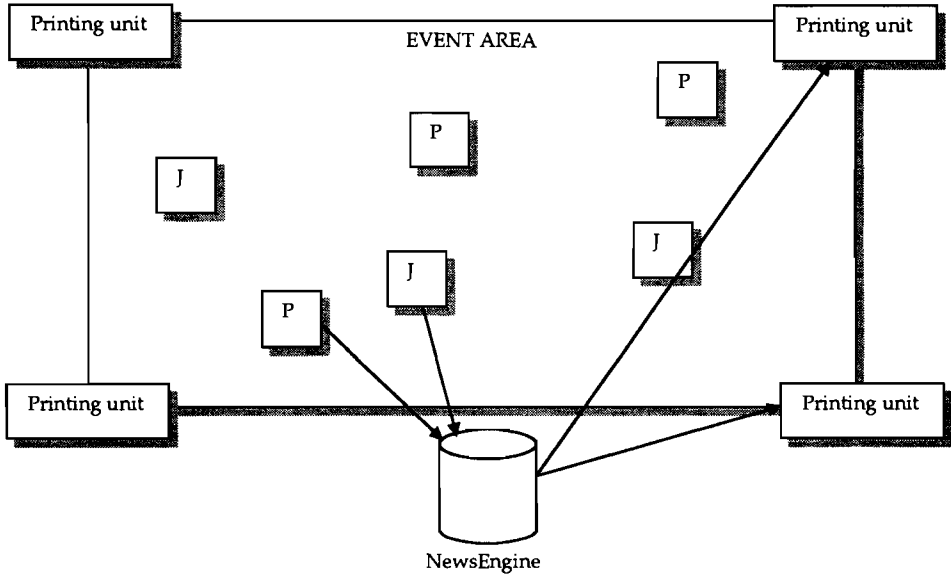 Printing unit
Printing unit
EVENT AREA
P
P
J
J
J
P
Printing unit
Printing unit
NewsEngine